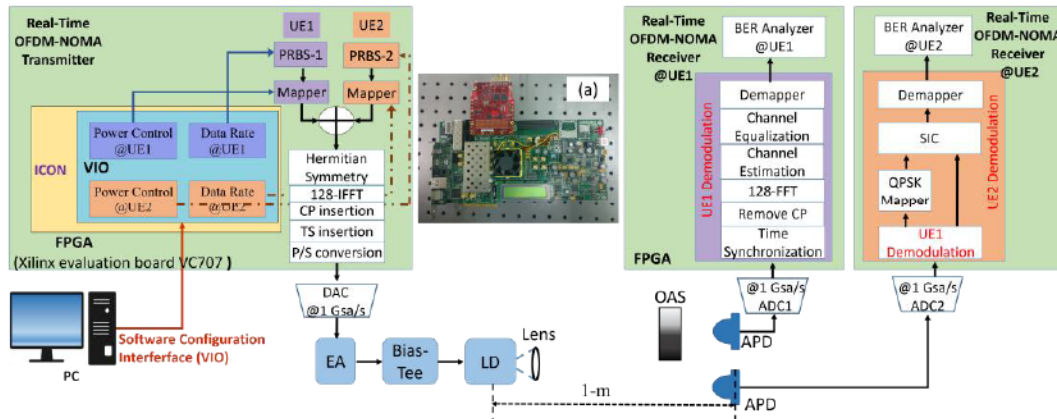 Real-Time
OFDM-NOMA
Transmitter
UE1
UE2
PRBS-1
PRBS-2
Mapper
Mapper
(a)
Power Control
@UE1
Data Rate
@UE1
ICON
VIO
Power Control
@UE2
Data Rate
@UE2
FPGA
(Xilinx evaluation board VC707 )
Hermitian
Symmetry
128-IFFT
CP insertion
TS insertion
P/S conversion
DAC
@1 Gsa/s
PC
Software Configuration
Interferface (VIO)
EA
Bias-
Tee
LD
Lens
1-m
Real-Time
OFDM-NOMA
Receiver
@UE1
BER Analyzer
@UE1
UE1 Demodulation
Demapper
Channel
Equalization
Channel
Estimation
128-FFT
Remove CP
Time
Synchronization
FPGA
@1 Gsa/s
ADC1
OAS
APD
BER Analyzer
@UE2
Real-Time
OFDM-NOMA
Receiver
@UE2
Demapper
SIC
QPSK
Mapper
UE1
Demodulation
UE2 Demodulation
@1 Gsa/s
ADC2
APD